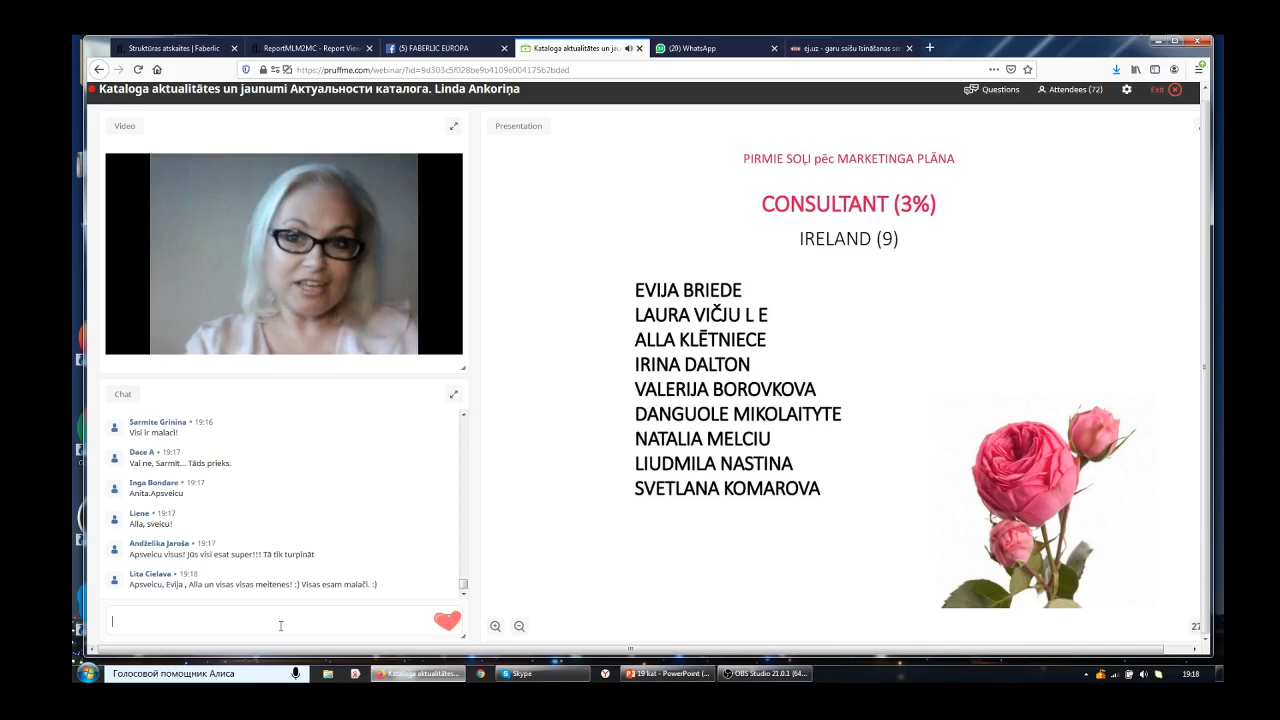 Struktūras atskaites | Faberlic
ReportMLM2MC - Report View
(5) FABERLIC EUROPA
Kataloga aktualitātes un jau
(20) WhatsApp
ej.uz - garu saišu īsināšanas ser
https://pruffme.com/webinar/?id=9d303c5f028be9b4109e004175b2bded
Kataloga aktualitātes un jaunumi Актуальности каталога. Linda Ankoriņa
Questions
Attendees (72)
Exit
Video
Presentation
PIRMIE SOĻI pēc MARKETINGA PLĀNA
CONSULTANT (3%)
IRELAND (9)
EVIJA BRIEDE
LAURA VIČJU L E
ALLA KLĒTNIECE
IRINA DALTON
VALERIJA BOROVKOVA
DANGUOLE MIKOLAITYTE
NATALIA MELCIU
LIUDMILA NASTINA
SVETLANA KOMAROVA
27
Chat
Sarmite Grinina • 19:16
Visi ir malaci!
Dace A • 19:17
Vai ne, Sarmit... Tāds prieks.
Inga Bondare • 19:17
Anita.Apsveicu
Liene • 19:17
Alla, sveicu!
Andželika Jaroša • 19:17
Apsveicu visus! Jūs visi esat super!!! Tā tik turpināt
Lita Cielava • 19:18
Apsveicu, Evija , Alla un visas visas meitenes! :) Visas esam malači. :)
Голосовой помощник Алиса
Kataloga aktualitātes...
Skype
19 kat - PowerPoint (...
OBS Studio 21.0.1 (64...
19:18